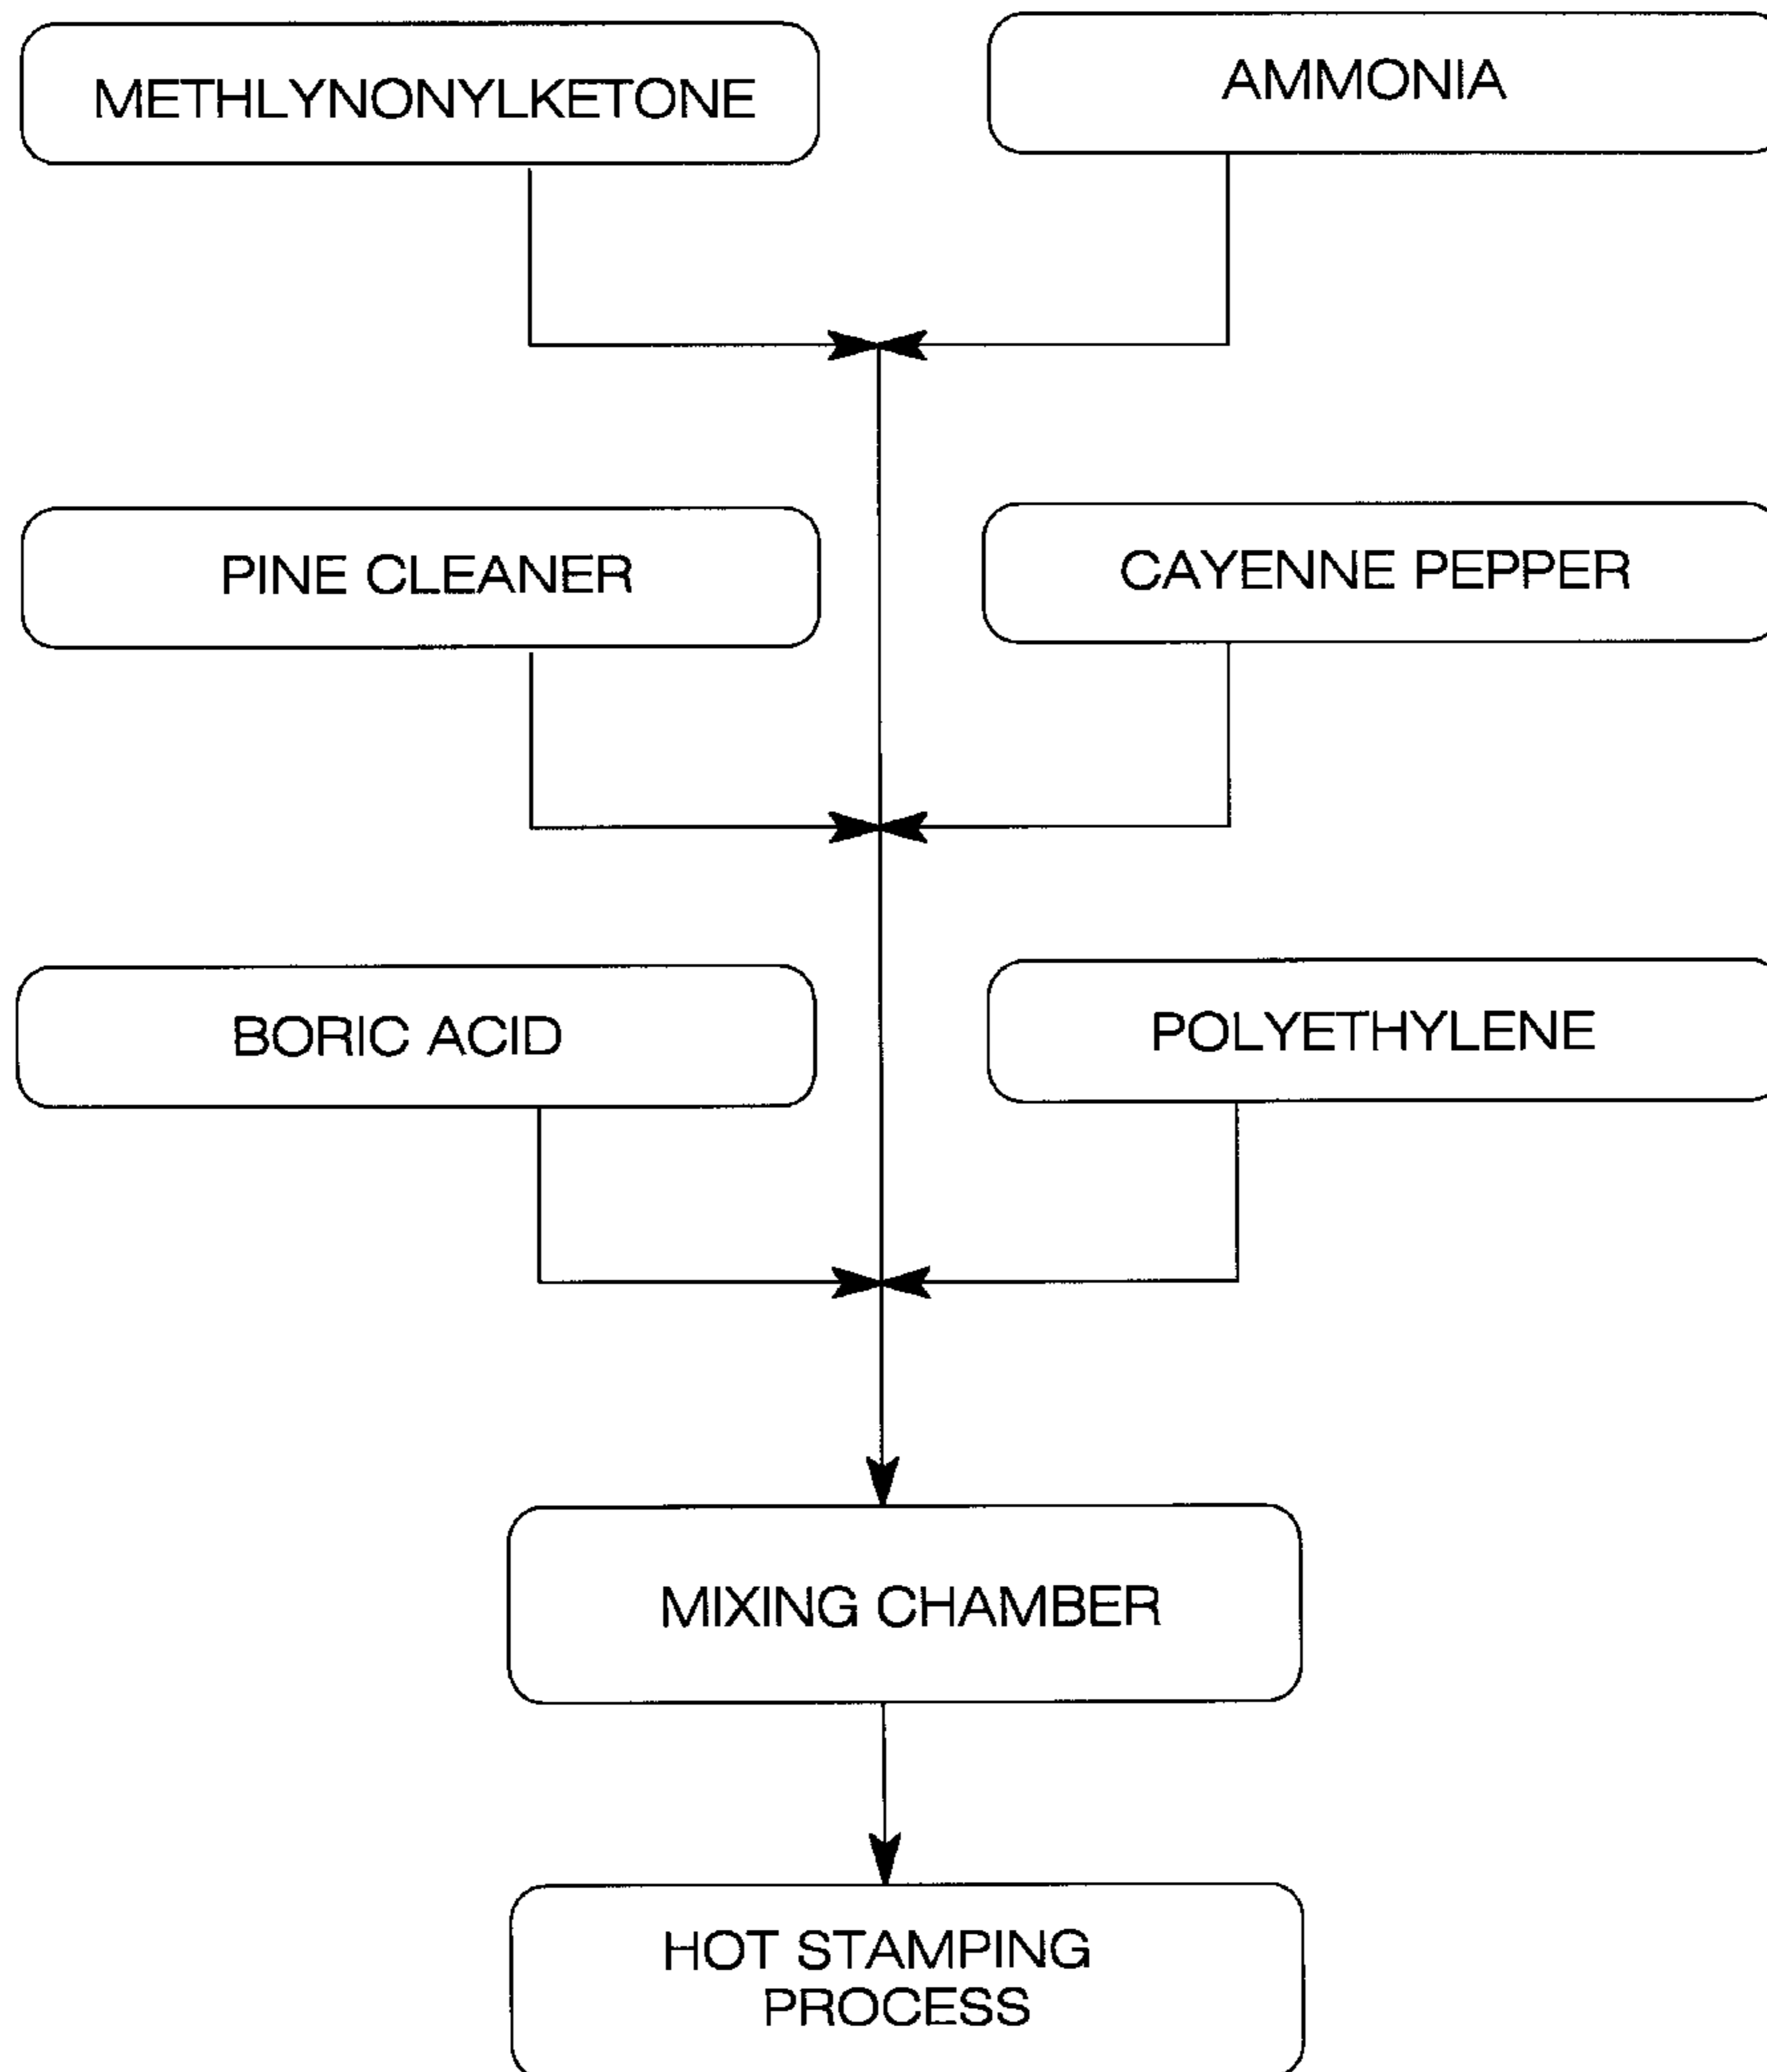 METHLYNONYLKETONE
AMMONIA
PINE CLEANER
CAYENNE PEPPER
BORIC ACID
POLYETHYLENE
MIXING CHAMBER
HOT STAMPING
PROCESS